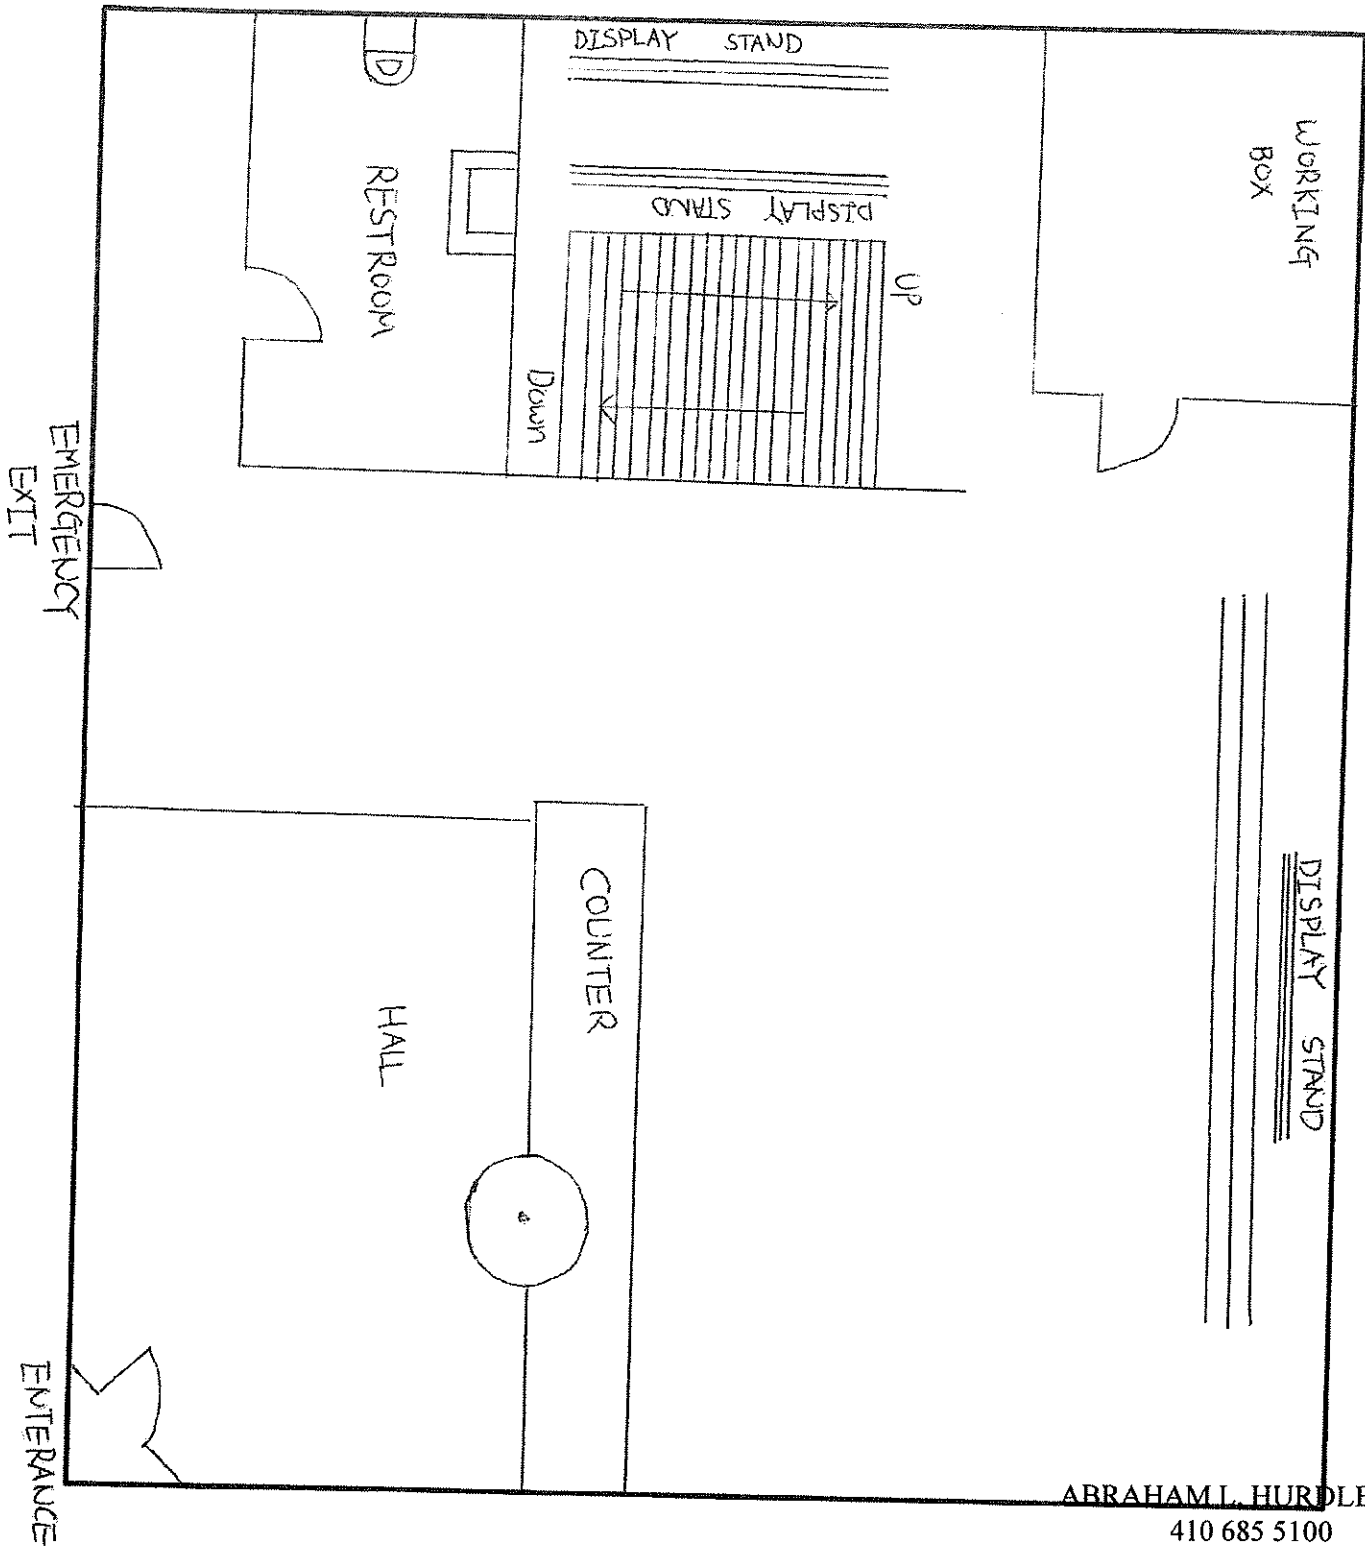 DISPLAY STAND
DISPLAY STAND
UP
Down
WORKING
BOX
RESTROOM
EMERGENCY
EXIT
DISPLAY STAND
COUNTER
HALL
ENTERANCE
ABRAHAM L. HURDLE
410 685 5100